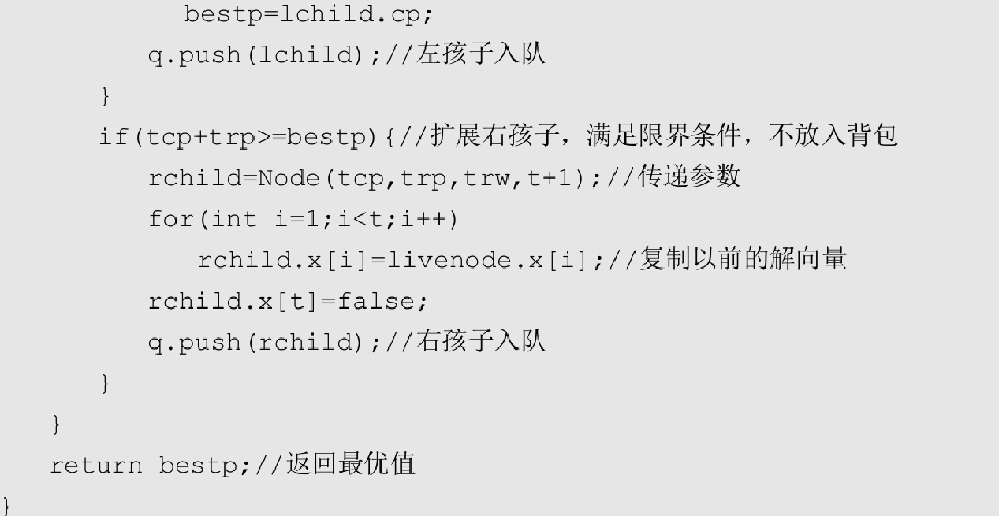 bestp=lchild.cp;
q.push(lchild);//左孩子入队
}
if(tcp+trp>=bestp){//扩展右孩子，满足限界条件，不放入背包
rchild=Node(tcp,trp,trw,t+1);//传递参数
for(int i=1;i<t;i++)
rchild.x[i]=livenode.x[i];//复制以前的解向量
rchild.x[t]=false;
q.push(rchild);//右孩子入队
}
}
return bestp;//返回最优值
}